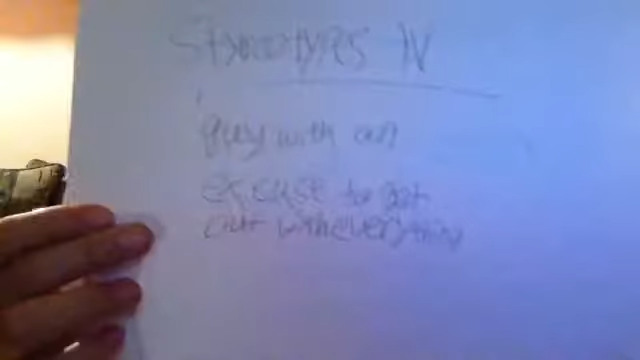 Stereotypes IV
guy with an
excuse to get
out with everything